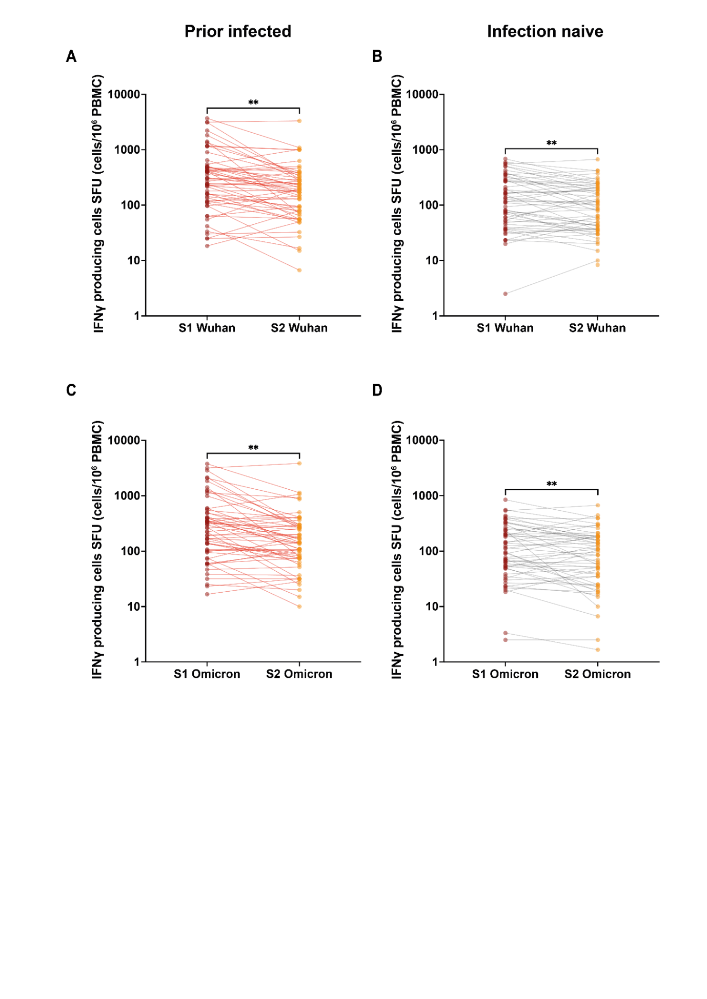 Prior infected
Infection naive
A
B
IFNγ producing cells SFU (cells/10⁶ PBMC)
10000
1000
100
10
1
**
S1 Wuhan
S2 Wuhan
IFNγ producing cells SFU (cells/10⁶ PBMC)
10000
1000
100
10
1
**
S1 Wuhan
S2 Wuhan
C
D
IFNγ producing cells SFU (cells/10⁶ PBMC)
10000
1000
100
10
1
**
S1 Omicron
S2 Omicron
IFNγ producing cells SFU (cells/10⁶ PBMC)
10000
1000
100
10
1
**
S1 Omicron
S2 Omicron